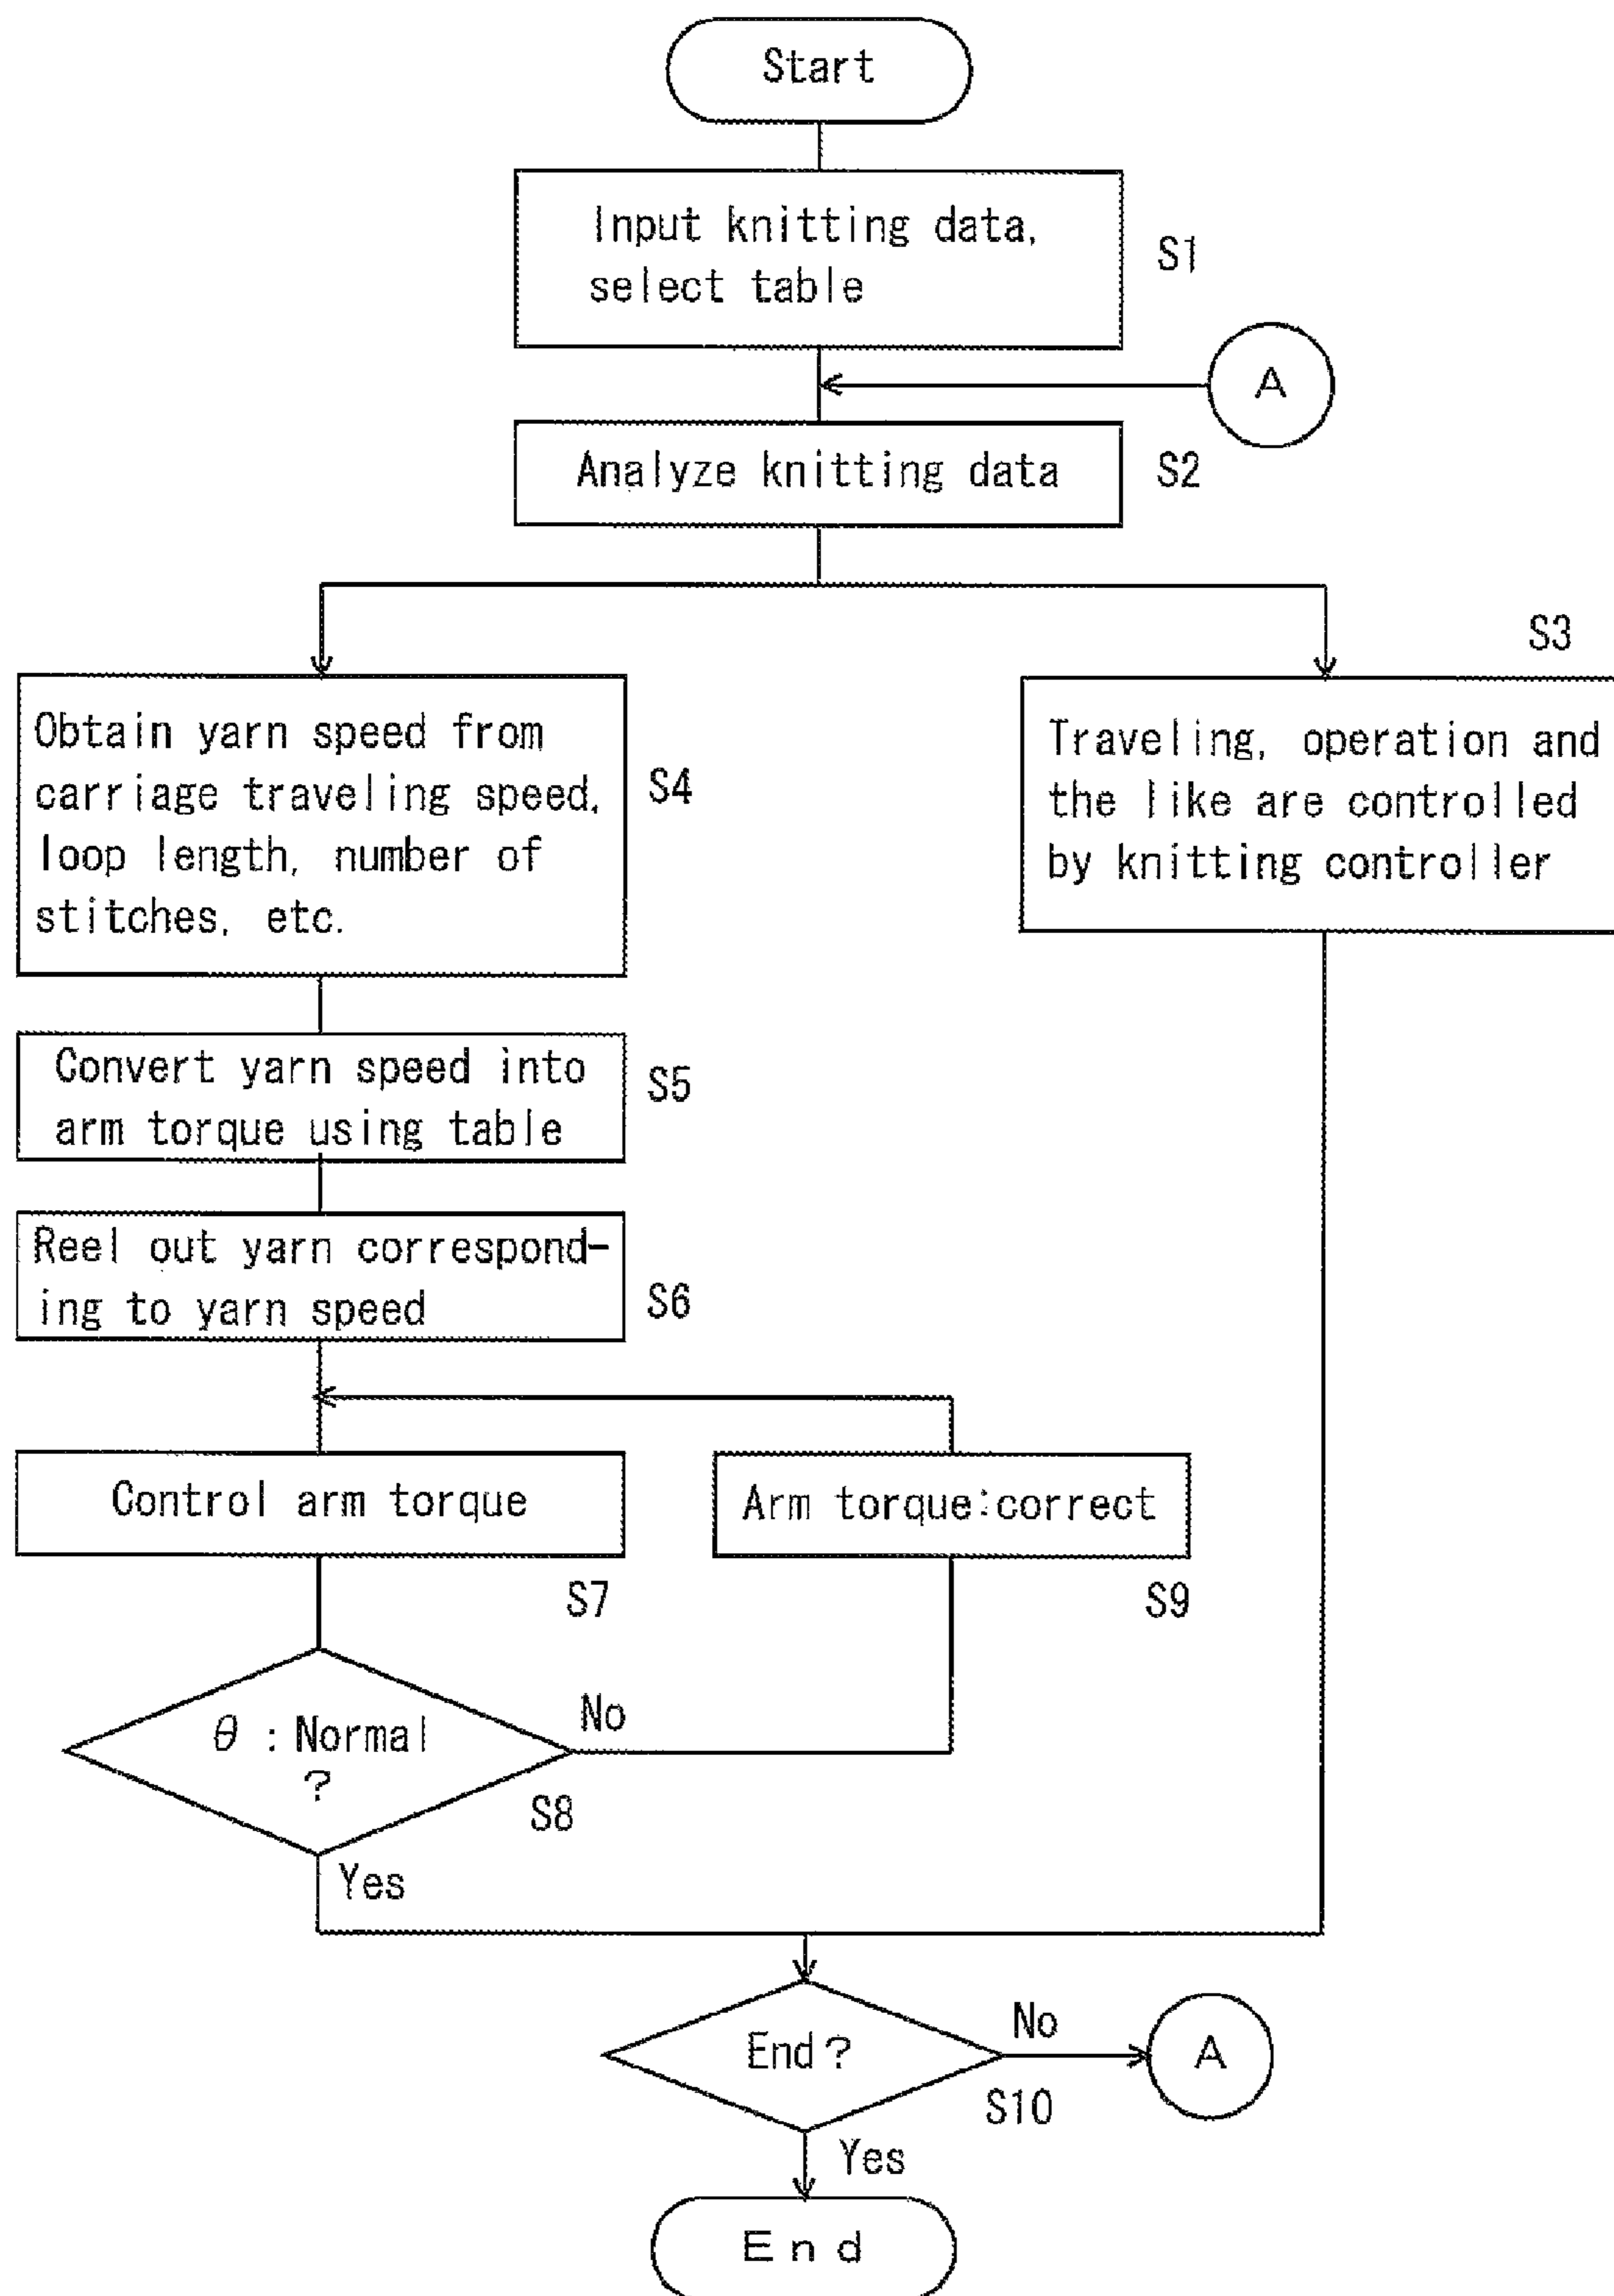 Start
Input knitting data,
select table
S1
A
Analyze knitting data
S2
S3
Obtain yarn speed from
carriage traveling speed,
loop length, number of
stitches, etc.
S4
Traveling, operation and
the like are controlled
by knitting controller
Convert yarn speed into
arm torque using table
S5
Reel out yarn correspond-
ing to yarn speed
S6
Control arm torque
S7
Arm torque:correct
S9
θ : Normal
?
No
S8
Yes
End?
No
A
S10
Yes
End